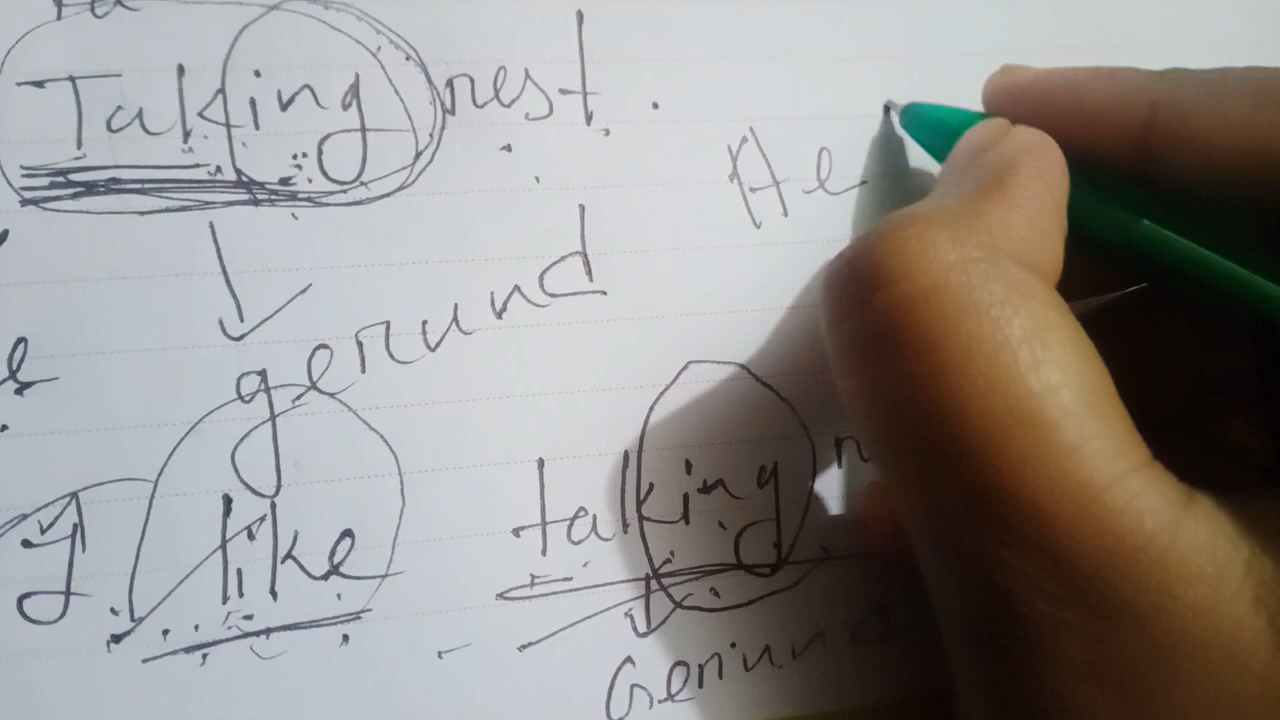 Taking rest.
He
gerund
I like taking
Gerund